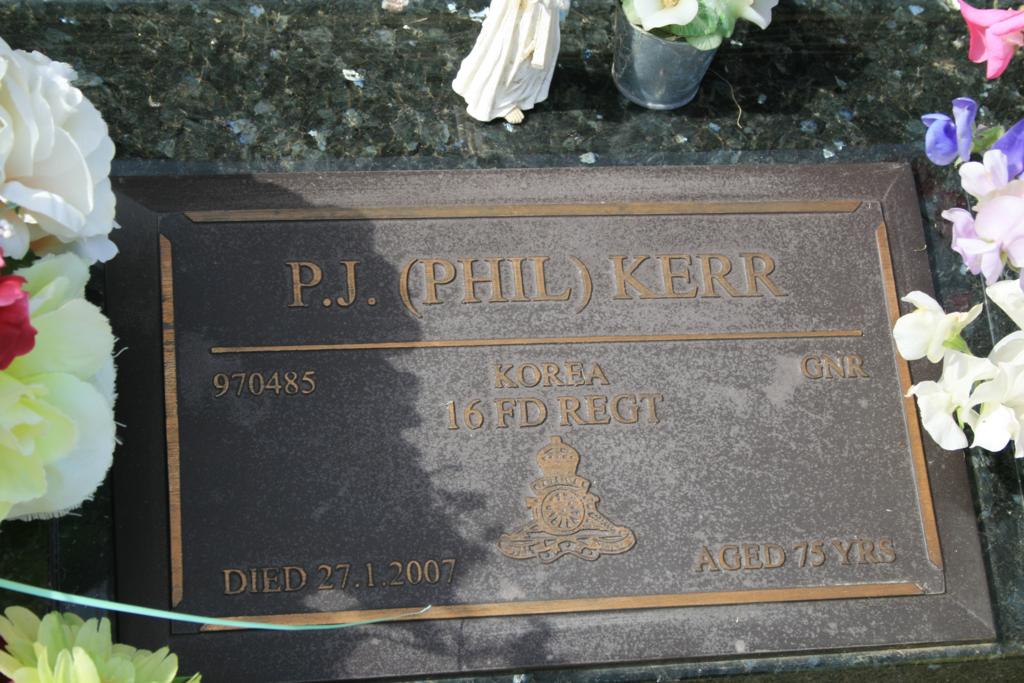 P.J. (PHIL) KERR
970485 KOREA GNR
16 FD REGT
DIED 27.1.2007 AGED 75 YRS